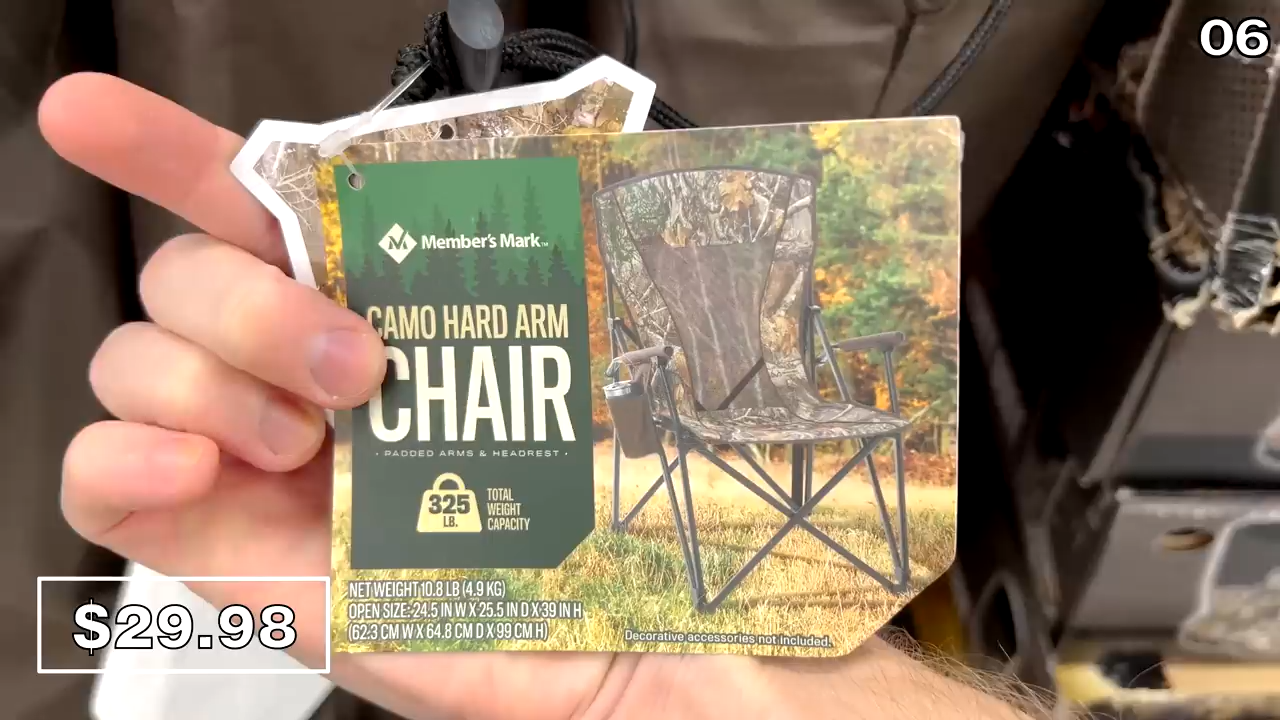 06
Member's Mark™
CAMO HARD ARM
CHAIR
• PADDED ARMS & HEADREST •
325
LB.
TOTAL
WEIGHT
CAPACITY
NET WEIGHT 10.8 LB (4.9 KG)
OPEN SIZE: 24.5 IN W X 25.5 IN D X 39 IN H
(62.3 CM W X 64.8 CM D X 99 CM H)
Decorative accessories not included.
$29.98